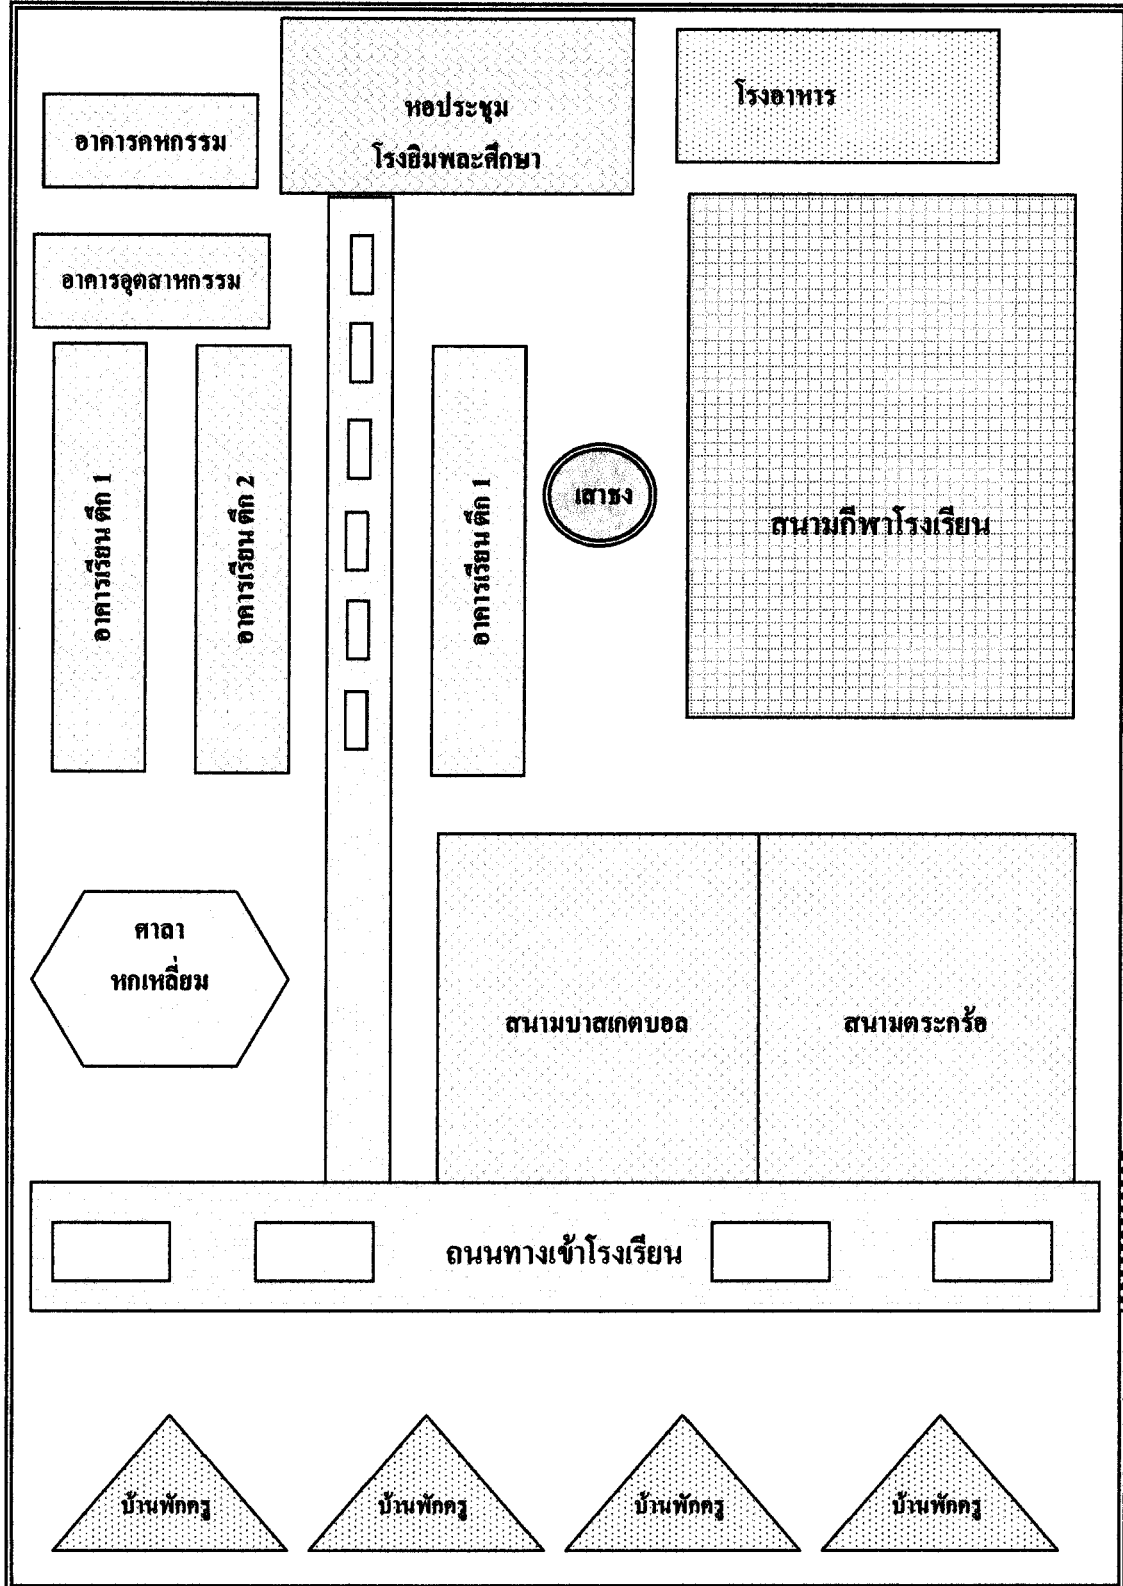 หอประชุม
โรงยิมพละศึกษา
โรงอาหาร
อาคารคหกรรม
อาคารอุตสาหกรรม
อาคารเรียน ตึก 1
อาคารเรียน ตึก 2
อาคารเรียน ตึก 1
เสาธง
สนามกีฬาโรงเรียน
ศาลา
หกเหลี่ยม
สนามบาสเกตบอล
สนามตระกร้อ
ถนนทางเข้าโรงเรียน
บ้านพักครู
บ้านพักครู
บ้านพักครู
บ้านพักครู